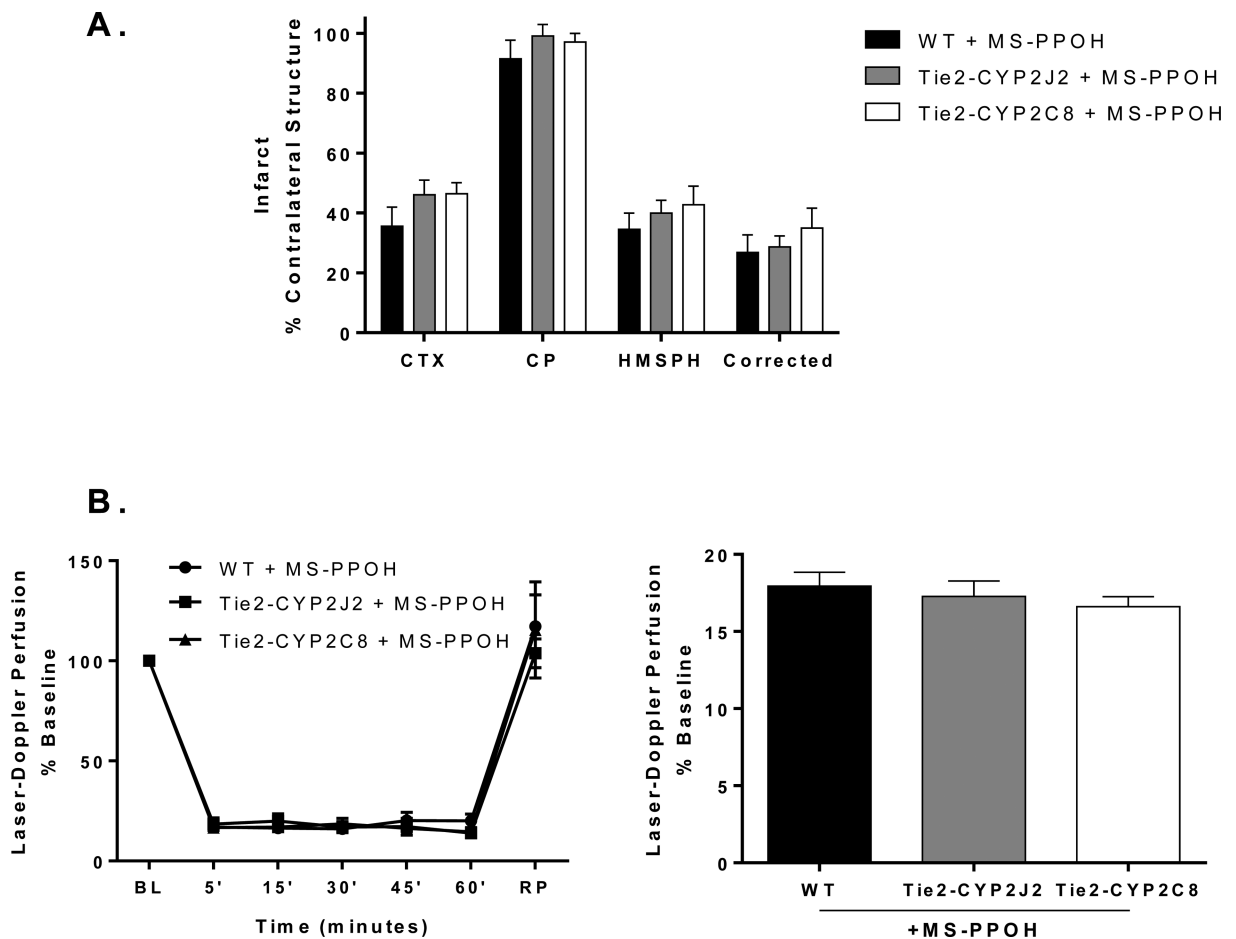 A.
Infarct
% Contralateral Structure
100
80
60
40
20
0
CTX CP HMSPH Corrected
WT + MS-PPOH
Tie2-CYP2J2 + MS-PPOH
Tie2-CYP2C8 + MS-PPOH
B.
Laser-Doppler Perfusion
% Baseline
150
100
50
0
WT + MS-PPOH
Tie2-CYP2J2 + MS-PPOH
Tie2-CYP2C8 + MS-PPOH
BL 5' 15' 30' 45' 60' RP
Time (minutes)
Laser-Doppler Perfusion
% Baseline
20
15
10
5
0
WT Tie2-CYP2J2 Tie2-CYP2C8
+MS-PPOH